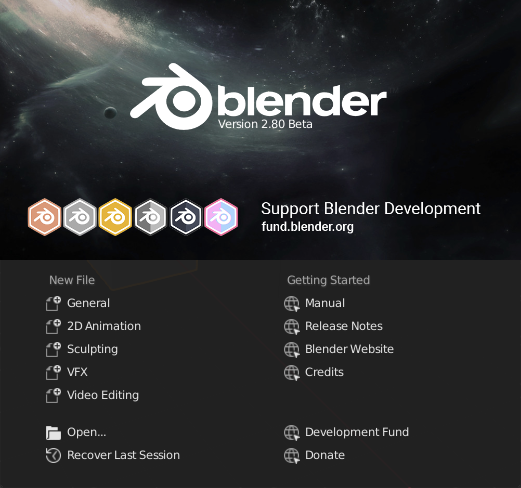 blender
Version 2.80 Beta
Support Blender Development
fund.blender.org
New File
General
2D Animation
Sculpting
VFX
Video Editing
Open...
Recover Last Session
Getting Started
Manual
Release Notes
Blender Website
Credits
Development Fund
Donate